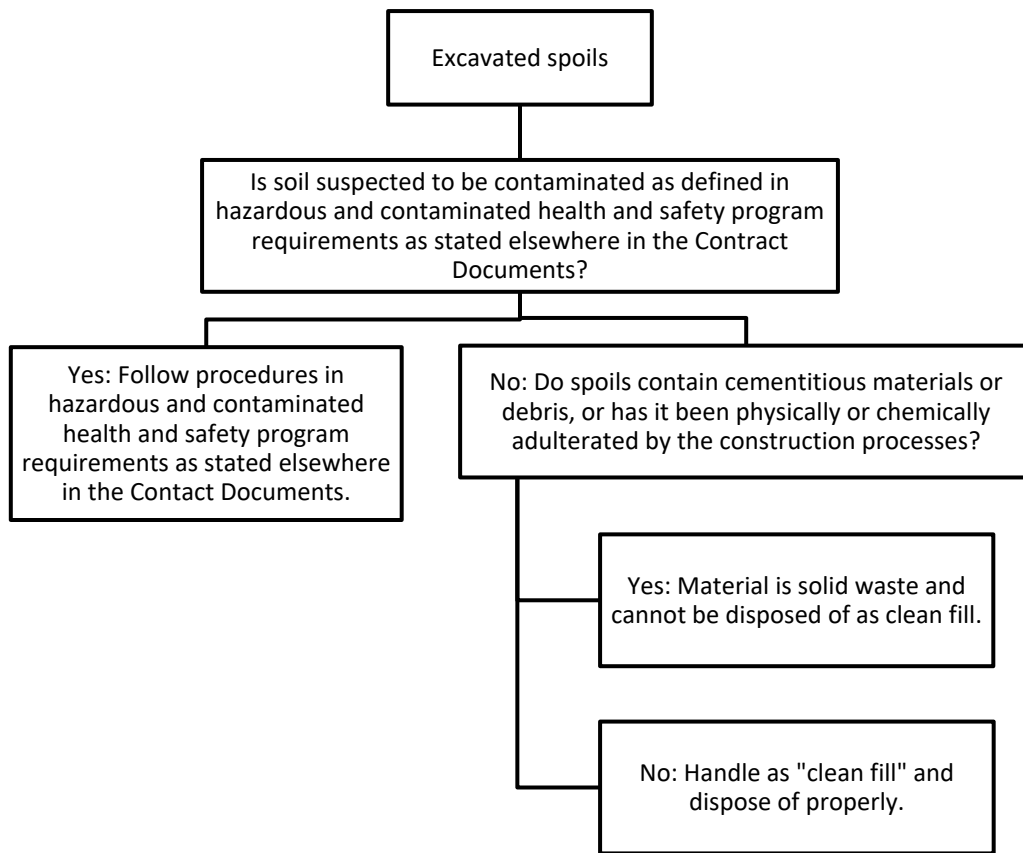 Excavated spoils
Is soil suspected to be contaminated as defined in
hazardous and contaminated health and safety program
requirements as stated elsewhere in the Contract
Documents?
Yes: Follow procedures in
hazardous and contaminated
health and safety program
requirements as stated elsewhere
in the Contact Documents.
No: Do spoils contain cementitious materials or
debris, or has it been physically or chemically
adulterated by the construction processes?
Yes: Material is solid waste and
cannot be disposed of as clean fill.
No: Handle as "clean fill" and
dispose of properly.